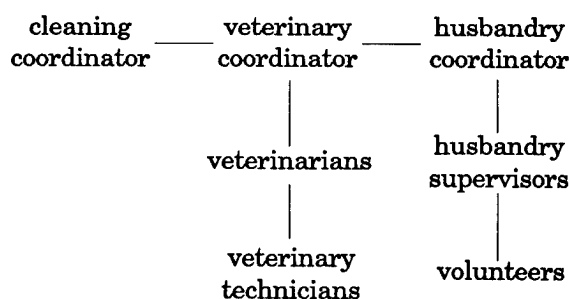 cleaning
coordinator
veterinary
coordinator
husbandry
coordinator
veterinarians
husbandry
supervisors
veterinary
technicians
volunteers